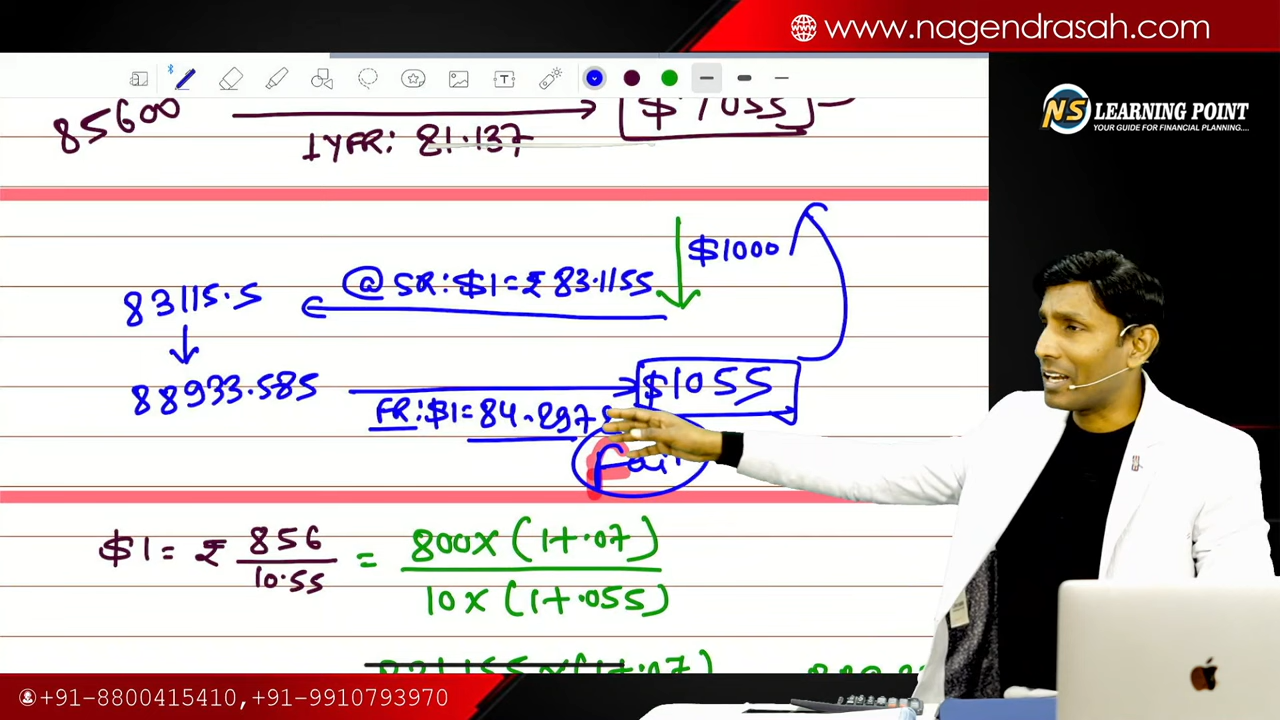 www.nagendrasah.com
NS LEARNING POINT
YOUR GUIDE FOR FINANCIAL PLANNING....
85600
$ 1055
1YFR: 81.137
$1000
@ SR: $1=₹83.1155
83115.5
88933.585
$1055
FR: $1=84.297
Fair
$1= ₹ 856/10.55 = 800x(1+.07)/10x(1+.055)
+91-8800415410,+91-9910793970